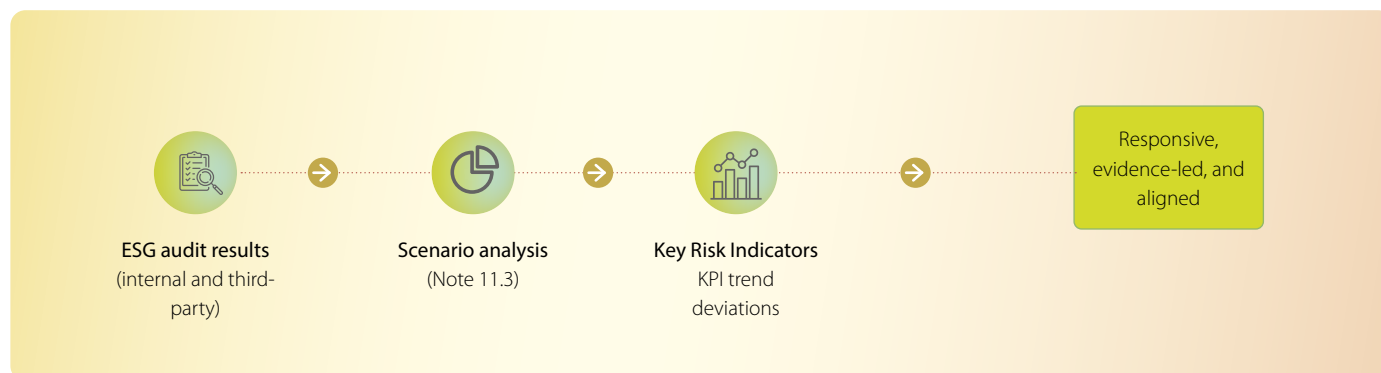 ESG audit results
(internal and third-
party)
Scenario analysis
(Note 11.3)
Key Risk Indicators
KPI trend
deviations
Responsive,
evidence-led, and
aligned